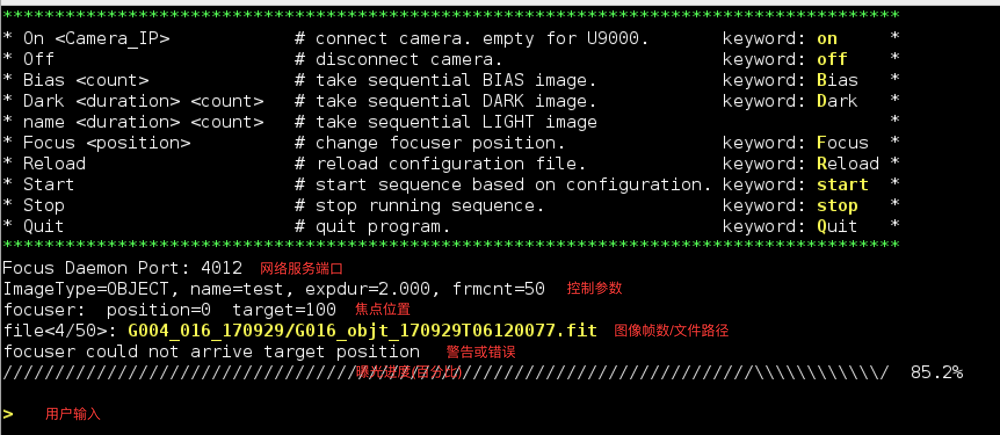 **************************************************************************************
* On <Camera_IP>            # connect camera. empty for U9000.       keyword: on     *
* Off                       # disconnect camera.                     keyword: off    *
* Bias <count>              # take sequential BIAS image.            keyword: Bias   *
* Dark <duration> <count>   # take sequential DARK image.            keyword: Dark   *
* name <duration> <count>   # take sequential LIGHT image                            *
* Focus <position>          # change focuser position.               keyword: Focus  *
* Reload                    # reload configuration file.             keyword: Reload *
* Start                     # start sequence based on configuration. keyword: start  *
* Stop                      # stop running sequence.                 keyword: stop   *
* Quit                      # quit program.                          keyword: Quit   *
**************************************************************************************
Focus Daemon Port: 4012 网络服务端口
ImageType=OBJECT, name=test, expdur=2.000, frmcnt=50 控制参数
focuser:  position=0  target=100 焦点位置
file<4/50>: G004_016_170929/G016_objt_170929T06120077.fit 图像帧数/文件路径
focuser could not arrive target position 警告或错误
////////////////////////////////////////////////////////////////////////\\\\\\\\\\\\/ 85.2% 曝光进度(百分比)
> 用户输入